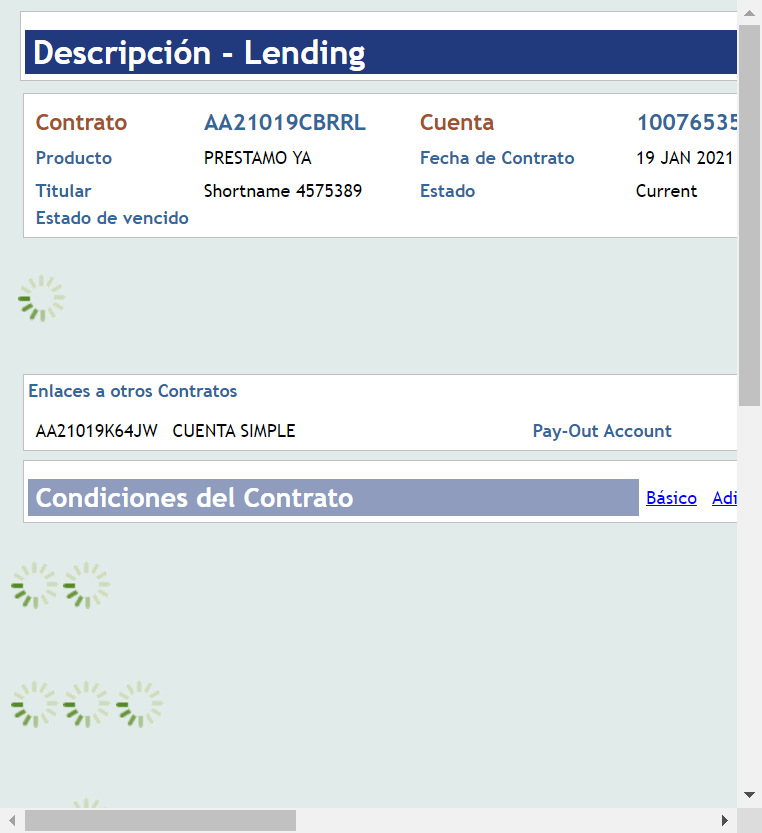 Descripción - Lending
Contrato AA21019CBRRL Cuenta 10076535
Producto PRESTAMO YA Fecha de Contrato 19 JAN 2021
Titular Shortname 4575389 Estado Current
Estado de vencido
Enlaces a otros Contratos
AA21019K64JW CUENTA SIMPLE Pay-Out Account
Condiciones del Contrato Básico Adi